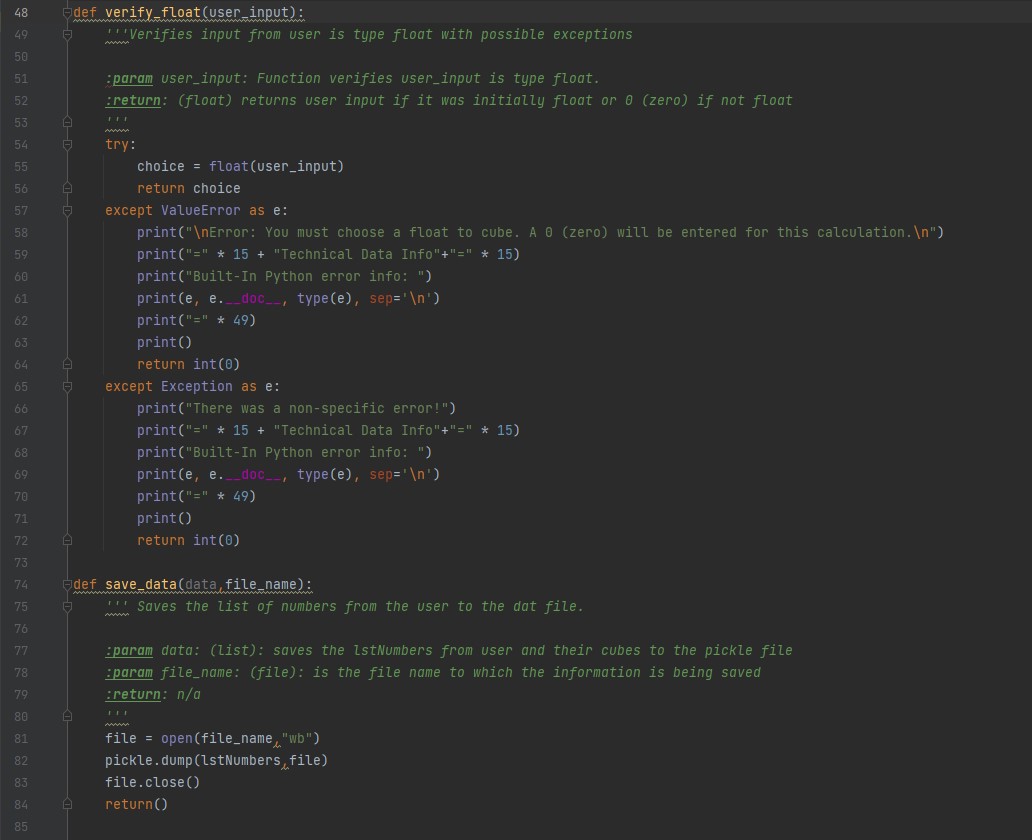 48 def verify_float(user_input):
49     '''Verifies input from user is type float with possible exceptions
50
51     :param user_input: Function verifies user_input is type float.
52     :return: (float) returns user input if it was initially float or 0 (zero) if not float
53     '''
54     try:
55         choice = float(user_input)
56         return choice
57     except ValueError as e:
58         print("\nError: You must choose a float to cube. A 0 (zero) will be entered for this calculation.\n")
59         print("=" * 15 + "Technical Data Info"+"=" * 15)
60         print("Built-In Python error info: ")
61         print(e, e.__doc__, type(e), sep='\n')
62         print("=" * 49)
63         print()
64         return int(0)
65     except Exception as e:
66         print("There was a non-specific error!")
67         print("=" * 15 + "Technical Data Info"+"=" * 15)
68         print("Built-In Python error info: ")
69         print(e, e.__doc__, type(e), sep='\n')
70         print("=" * 49)
71         print()
72         return int(0)
73
74 def save_data(data,file_name):
75     ''' Saves the list of numbers from the user to the dat file.
76
77     :param data: (list): saves the lstNumbers from user and their cubes to the pickle file
78     :param file_name: (file): is the file name to which the information is being saved
79     :return: n/a
80     '''
81     file = open(file_name,"wb")
82     pickle.dump(lstNumbers,file)
83     file.close()
84     return()
85